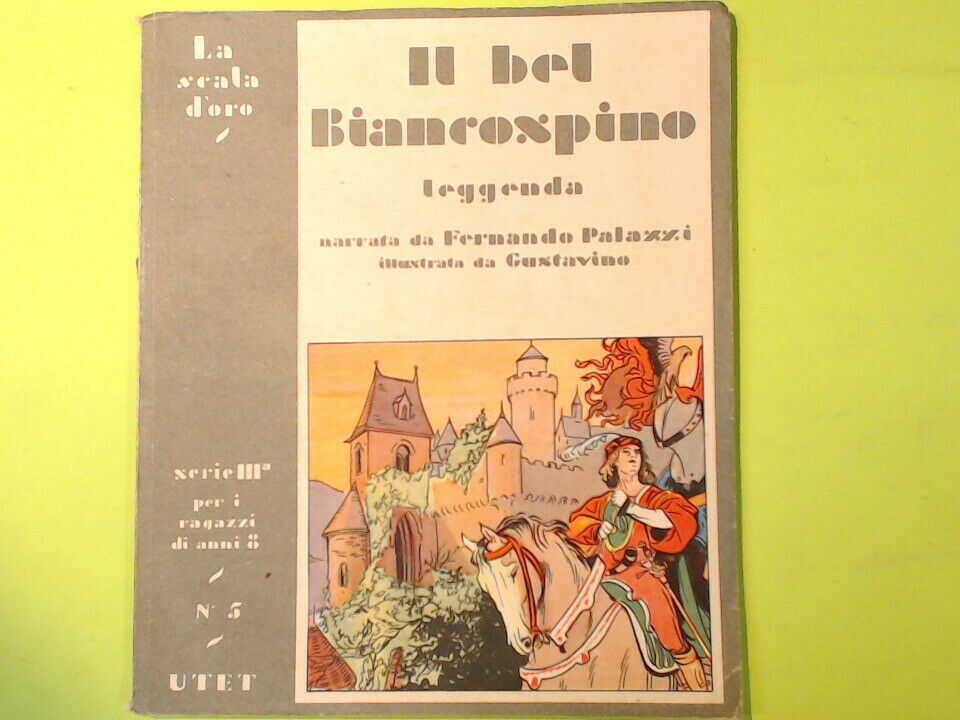 La
scala
d'oro
Il bel
Biancospino
leggenda
narrata da Fernando Palazzi
illustrata da Gustavino
serie IIIª
per i
ragazzi
di anni 8
N° 5
UTET